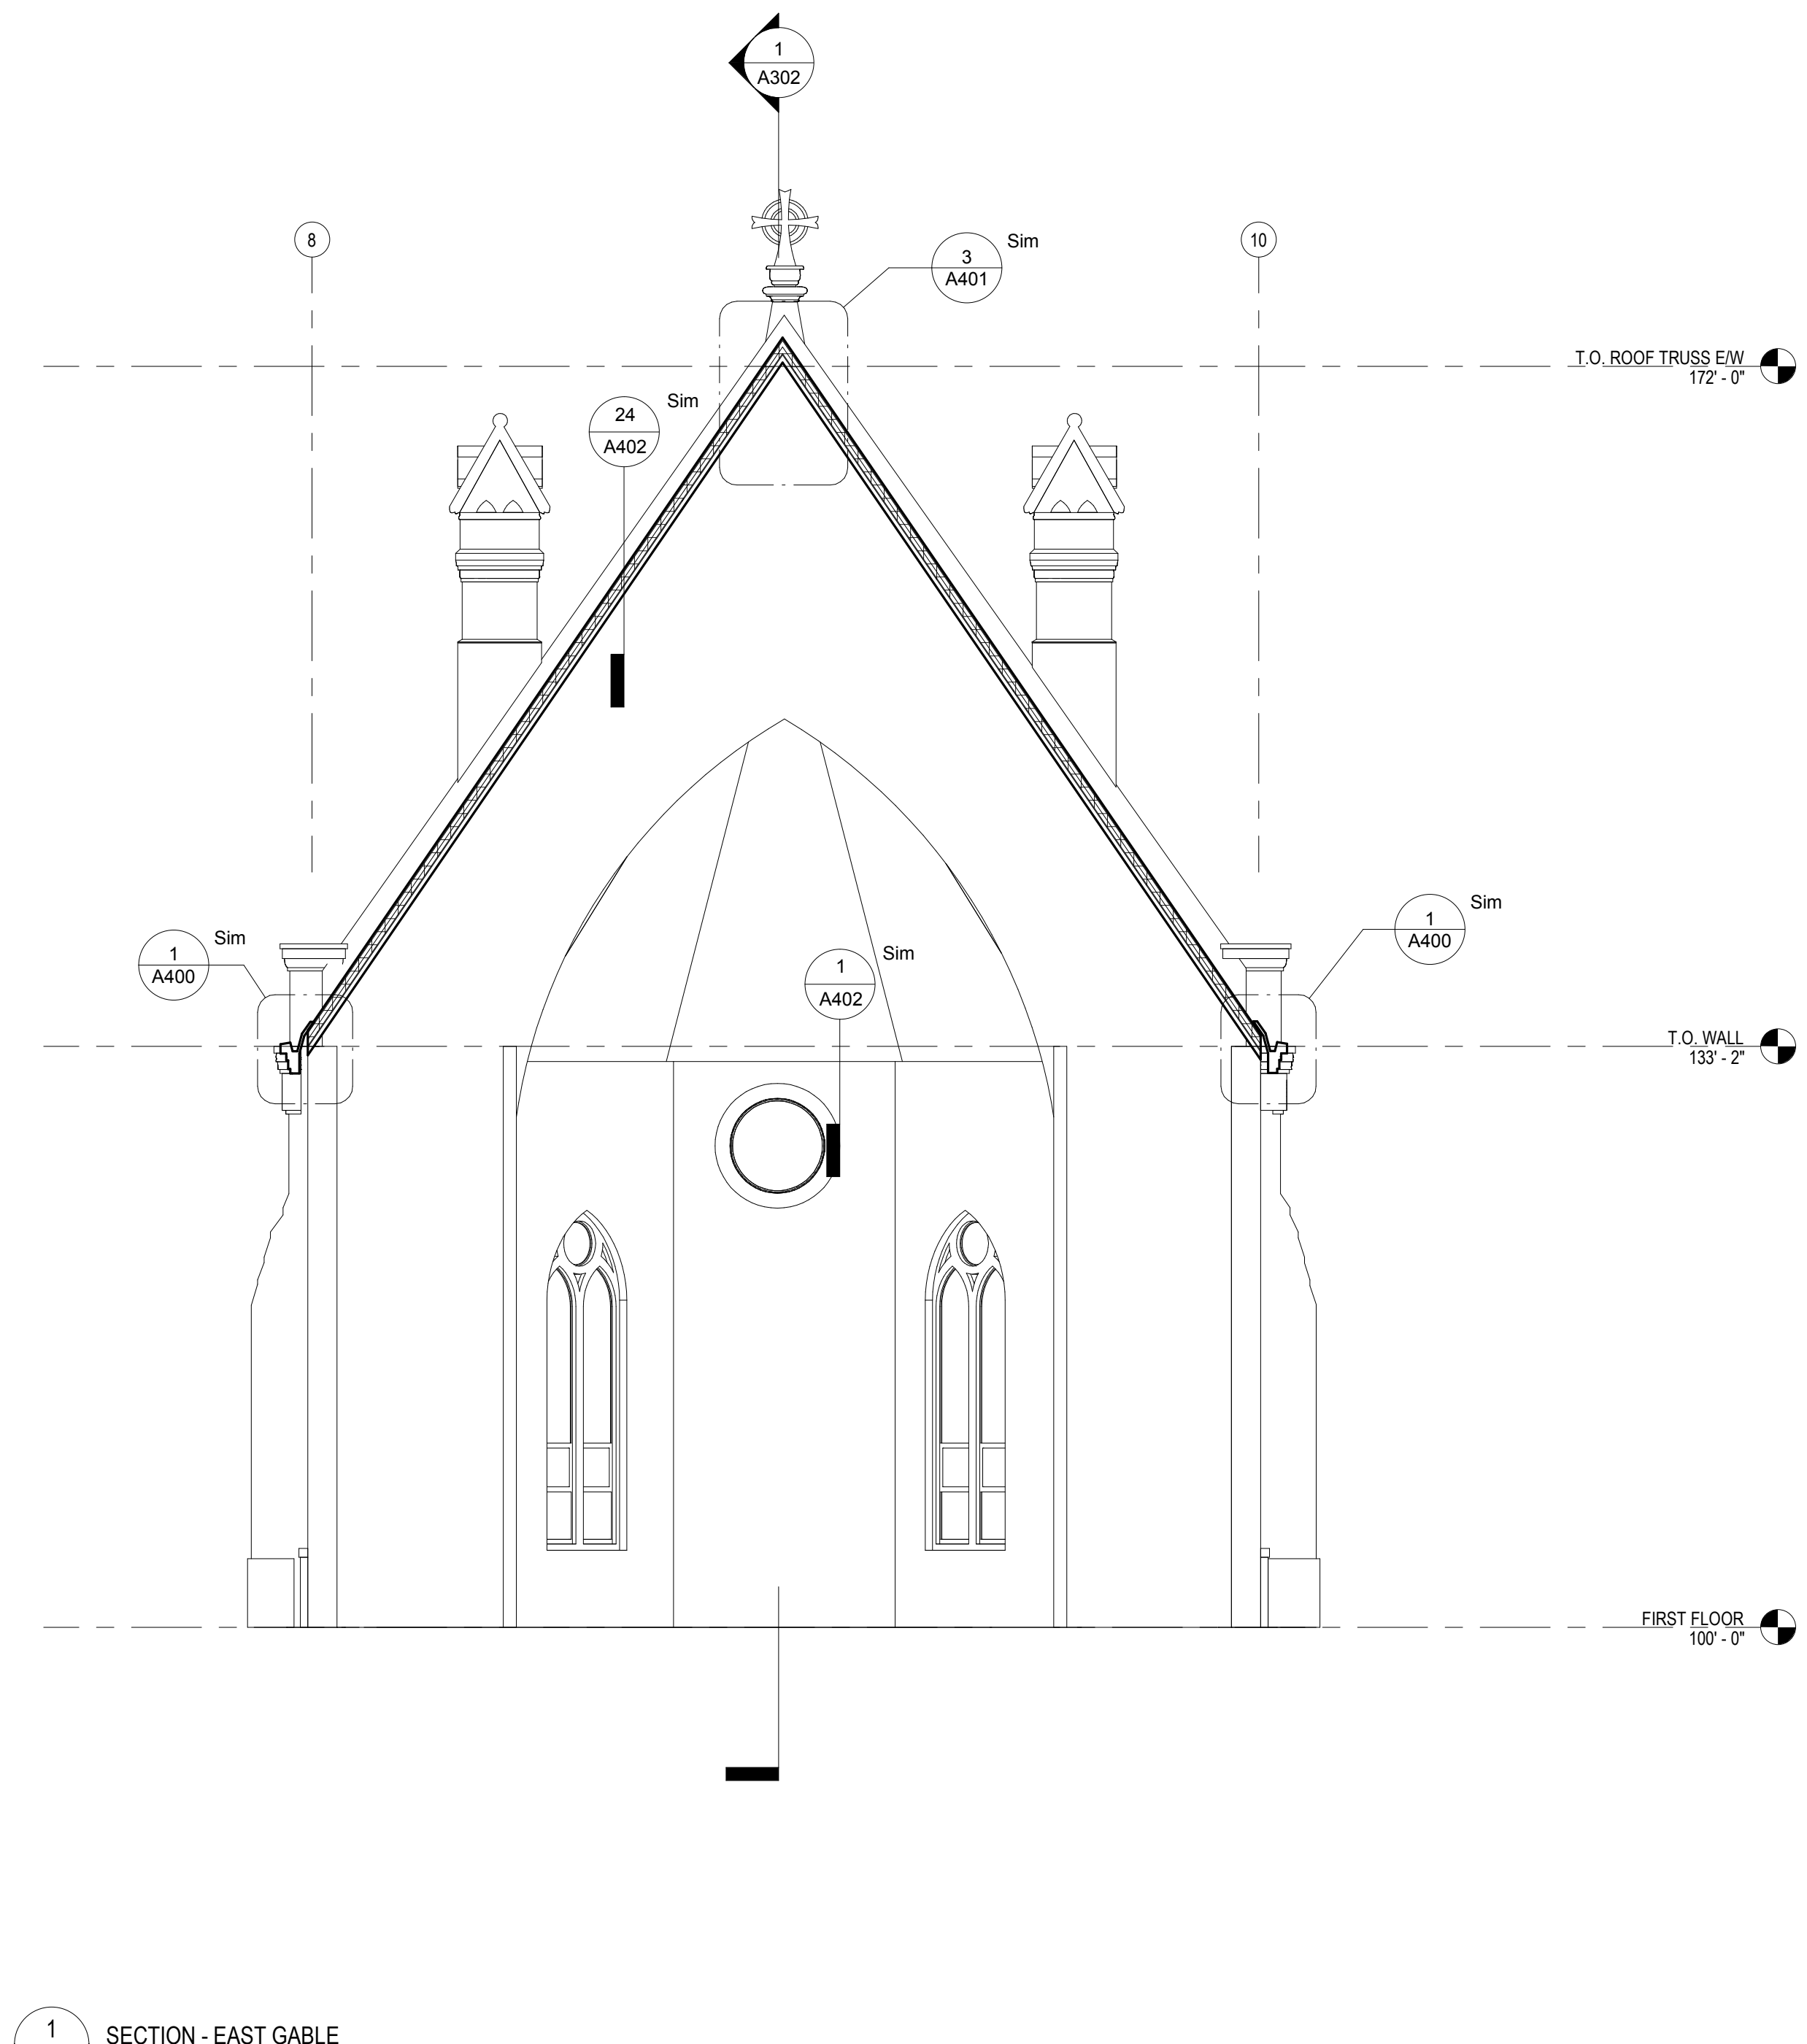 1
A302
8
10
Sim
3
A401
T.O. ROOF TRUSS E/W
172' - 0"
Sim
24
A402
Sim
1
A400
Sim
1
A400
Sim
1
A402
T.O. WALL
133' - 2"
FIRST FLOOR
100' - 0"
1
SECTION - EAST GABLE